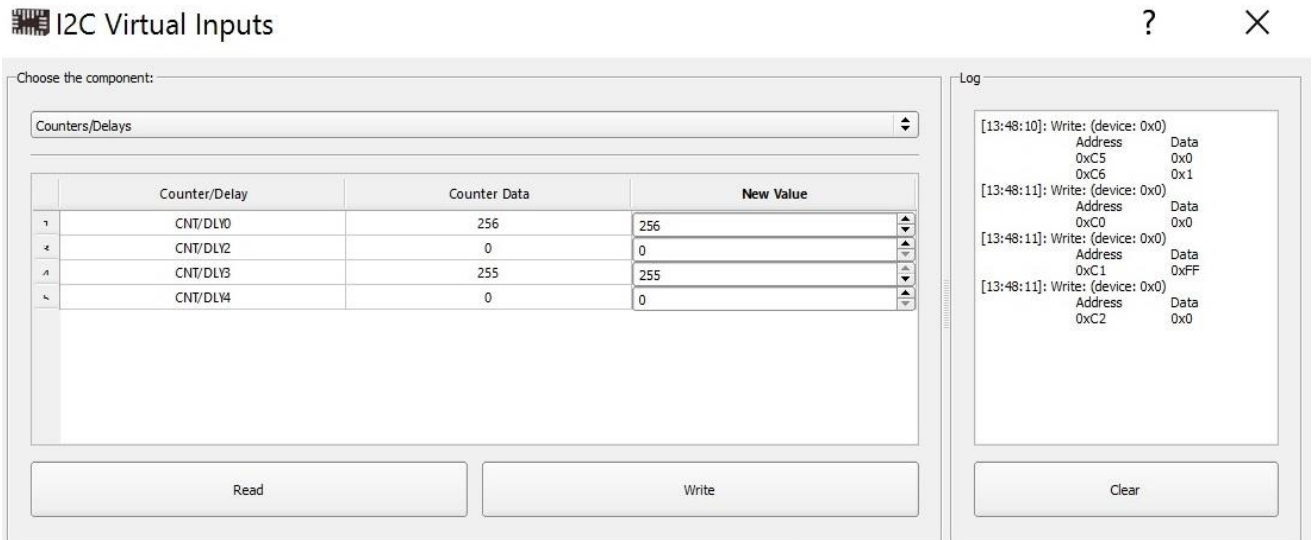 I2C Virtual Inputs ?
Choose the component:
Counters/Delays
Counter/Delay Counter Data New Value
CNT/DLY0 256 256
CNT/DLY2 0 0
CNT/DLY3 255 255
CNT/DLY4 0 0
Read Write
Log
[13:48:10]: Write: (device: 0x0)
Address Data
0xC5 0x0
0xC6 0x1
[13:48:11]: Write: (device: 0x0)
Address Data
0xC0 0x0
[13:48:11]: Write: (device: 0x0)
Address Data
0xC1 0xFF
[13:48:11]: Write: (device: 0x0)
Address Data
0xC2 0x0
Clear